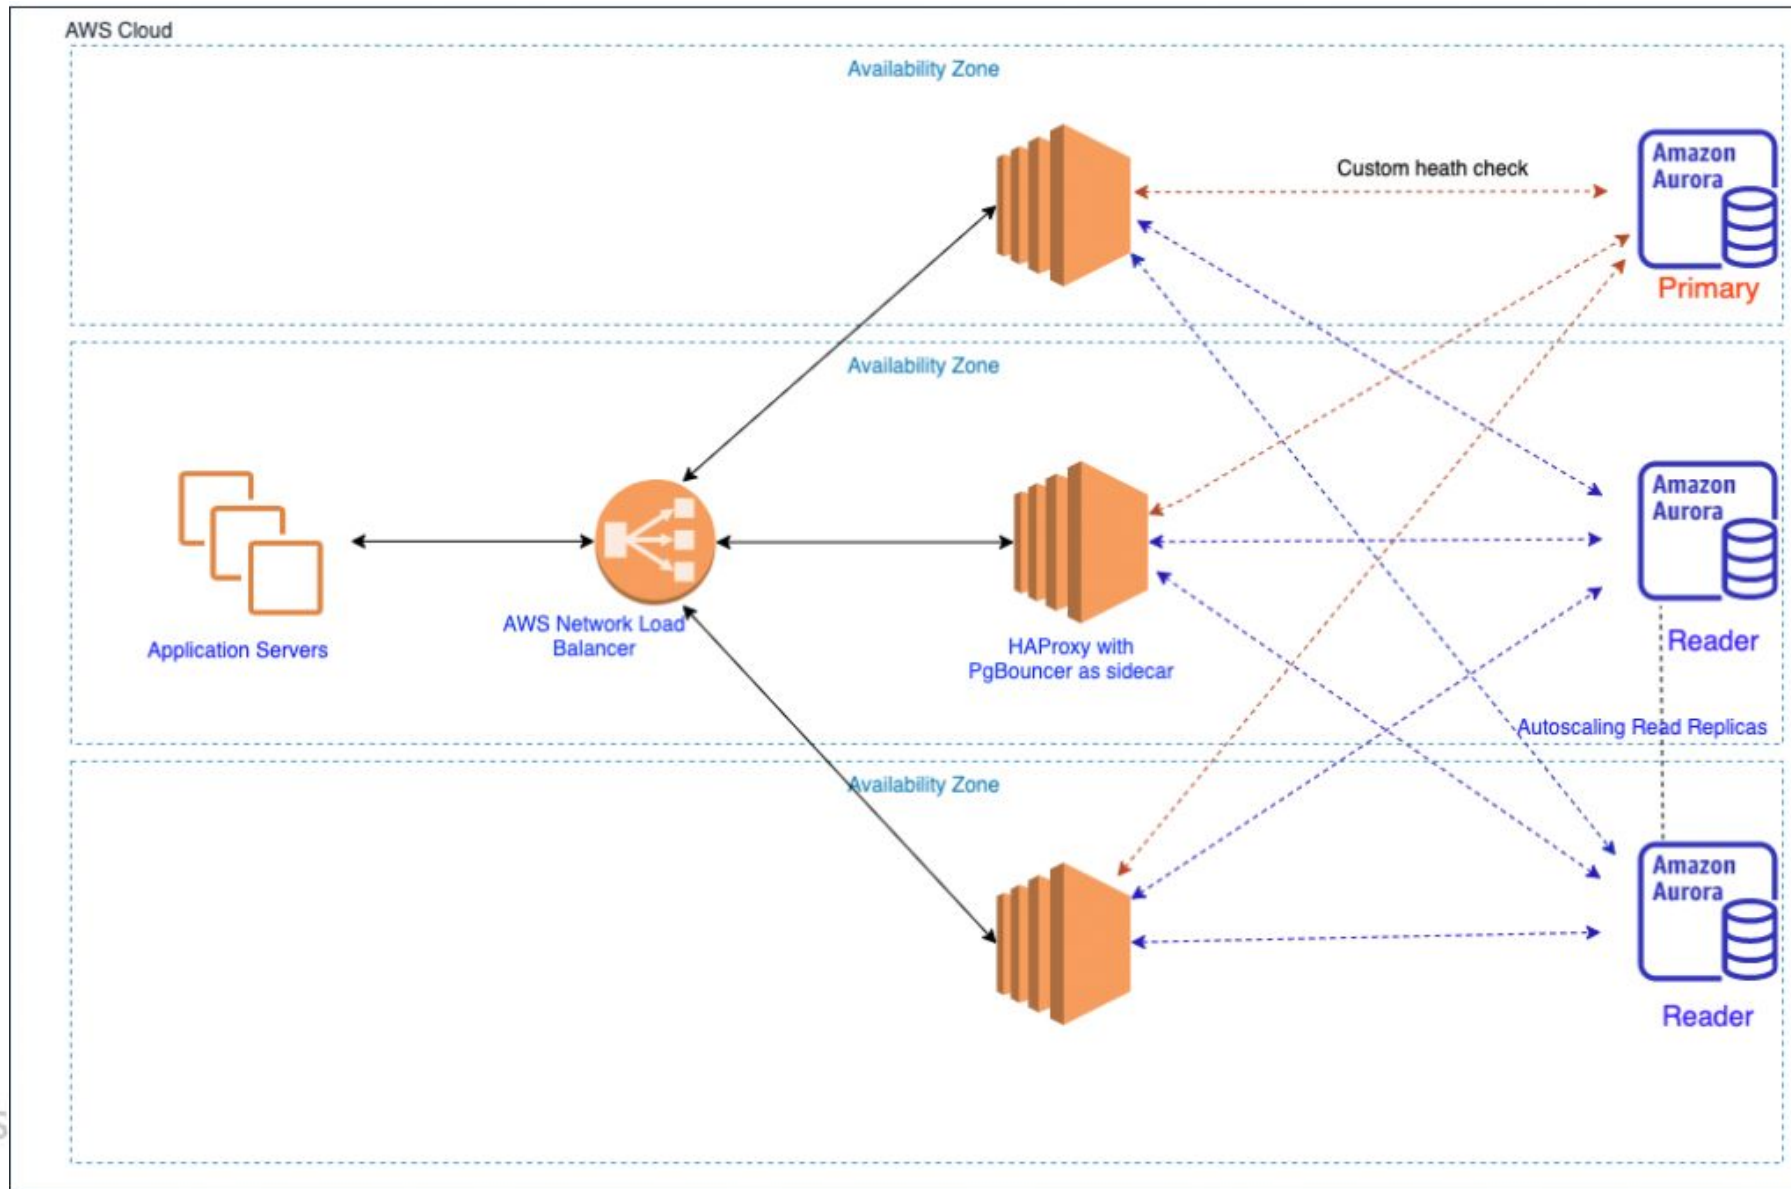 AWS Cloud
Availability Zone
Custom heath check
Amazon
Aurora
Primary
Availability Zone
Amazon
Aurora
Application Servers
AWS Network Load
Balancer
HAProxy with
PgBouncer as sidecar
Reader
Autoscaling Read Replicas
Availability Zone
Amazon
Aurora
Reader